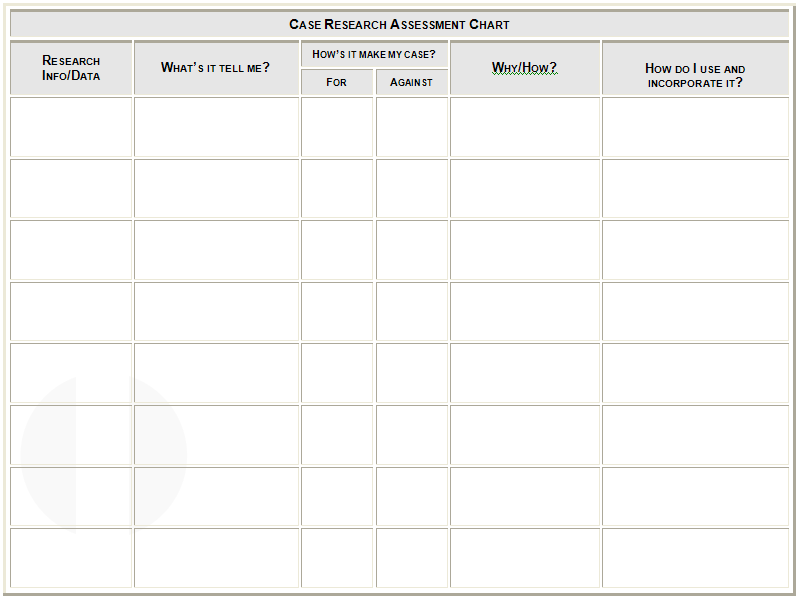 CASE RESEARCH ASSESSMENT CHART
RESEARCH
INFO/DATA
WHAT'S IT TELL ME?
HOW'S IT MAKE MY CASE?
FOR
AGAINST
WHY/HOW?
HOW DO I USE AND
INCORPORATE IT?